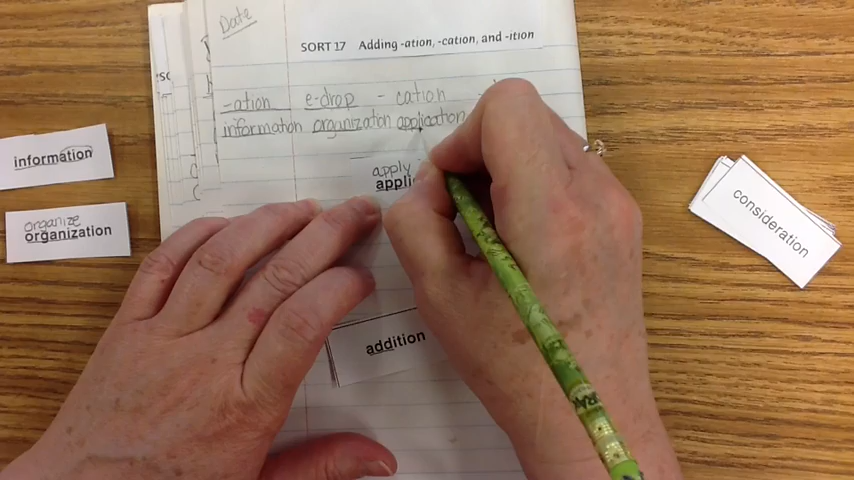 Date
SORT 17 Adding -ation, -cation, and -ition
-ation e-drop - cation
information organization application
information
apply
appli
organize
organization
consideration
addition